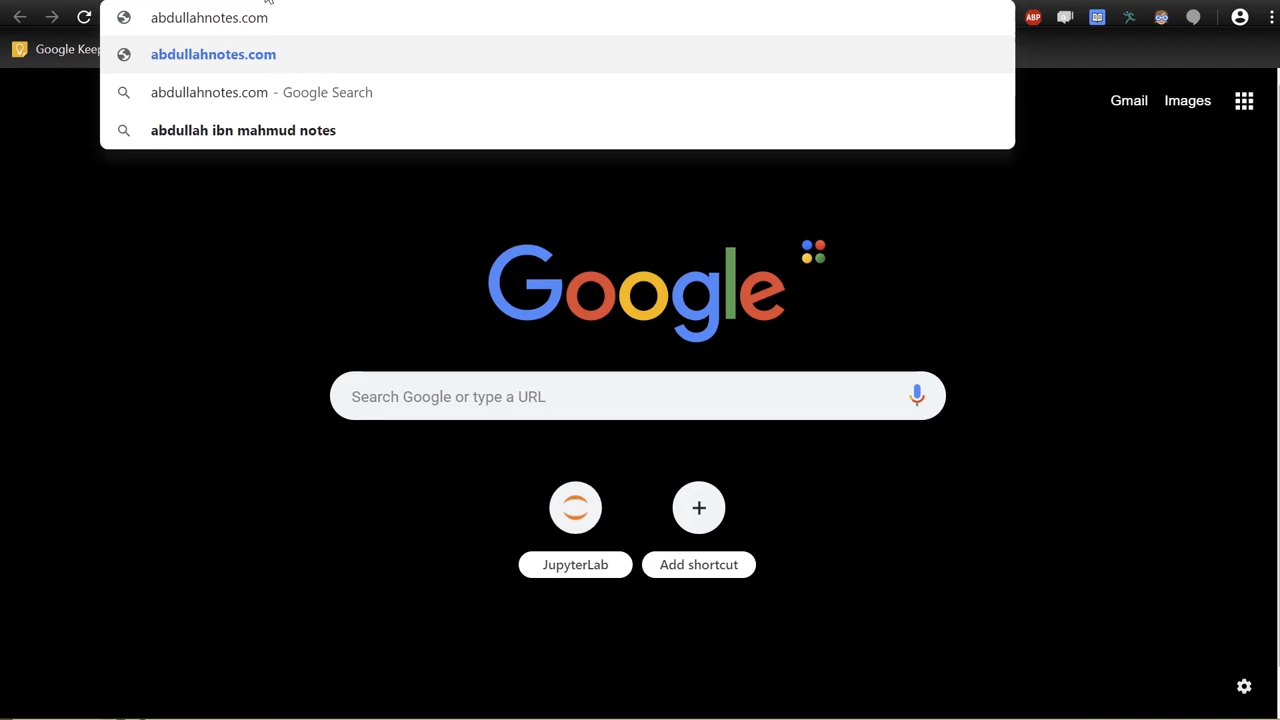 abdullahnotes.com
ABP
Google Keep
abdullahnotes.com
abdullahnotes.com - Google Search
abdullah ibn mahmud notes
Gmail
Images
Google
Search Google or type a URL
JupyterLab
Add shortcut